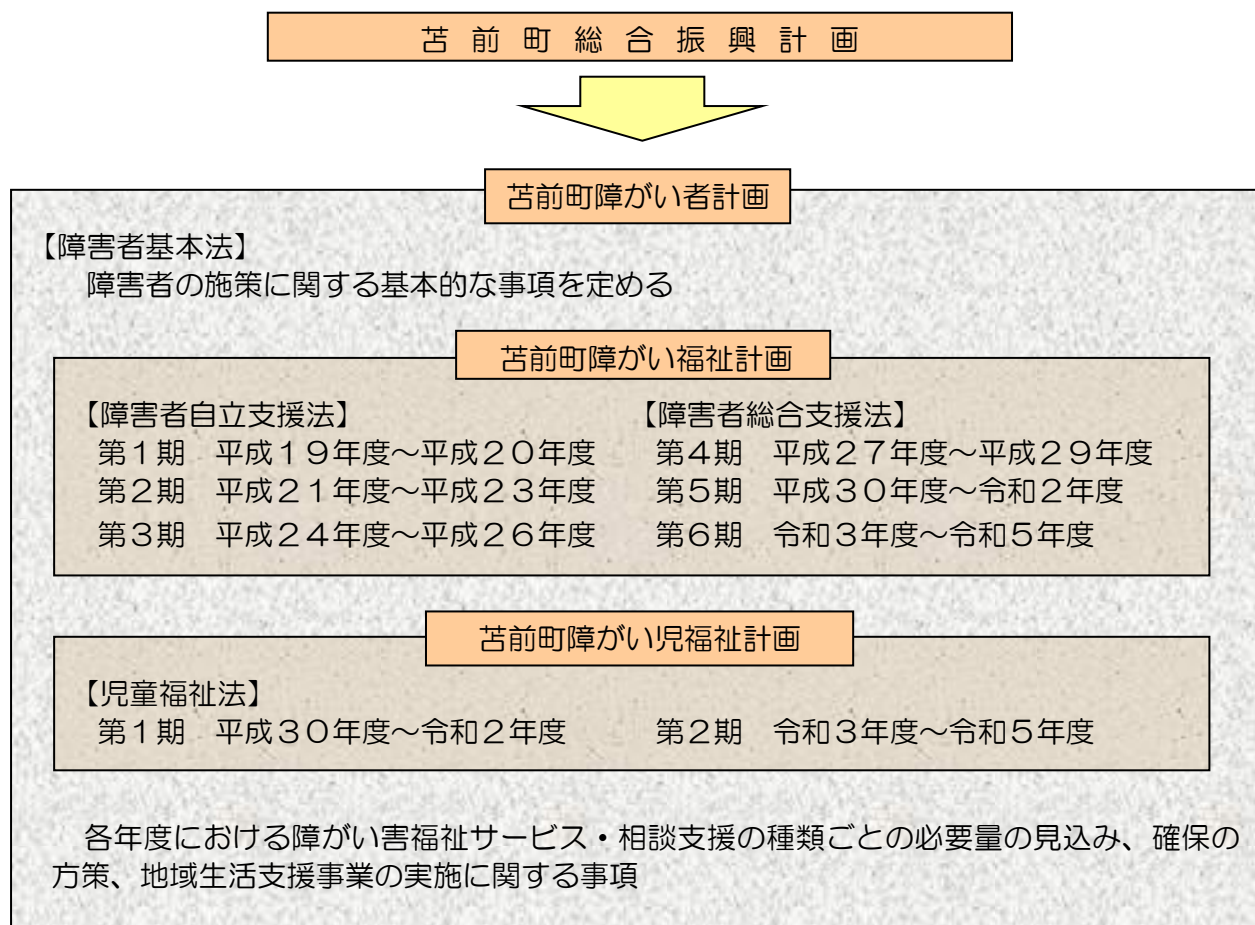 苫前町総合振興計画
苫前町障がい者計画
【障害者基本法】
障害者の施策に関する基本的な事項を定める
苫前町障がい福祉計画
【障害者自立支援法】 【障害者総合支援法】
第1期 平成19年度～平成20年度 第4期 平成27年度～平成29年度
第2期 平成21年度～平成23年度 第5期 平成30年度～令和2年度
第3期 平成24年度～平成26年度 第6期 令和3年度～令和5年度
苫前町障がい児福祉計画
【児童福祉法】
第1期 平成30年度～令和2年度 第2期 令和3年度～令和5年度
各年度における障がい害福祉サービス・相談支援の種類ごとの必要量の見込み、確保の
方策、地域生活支援事業の実施に関する事項